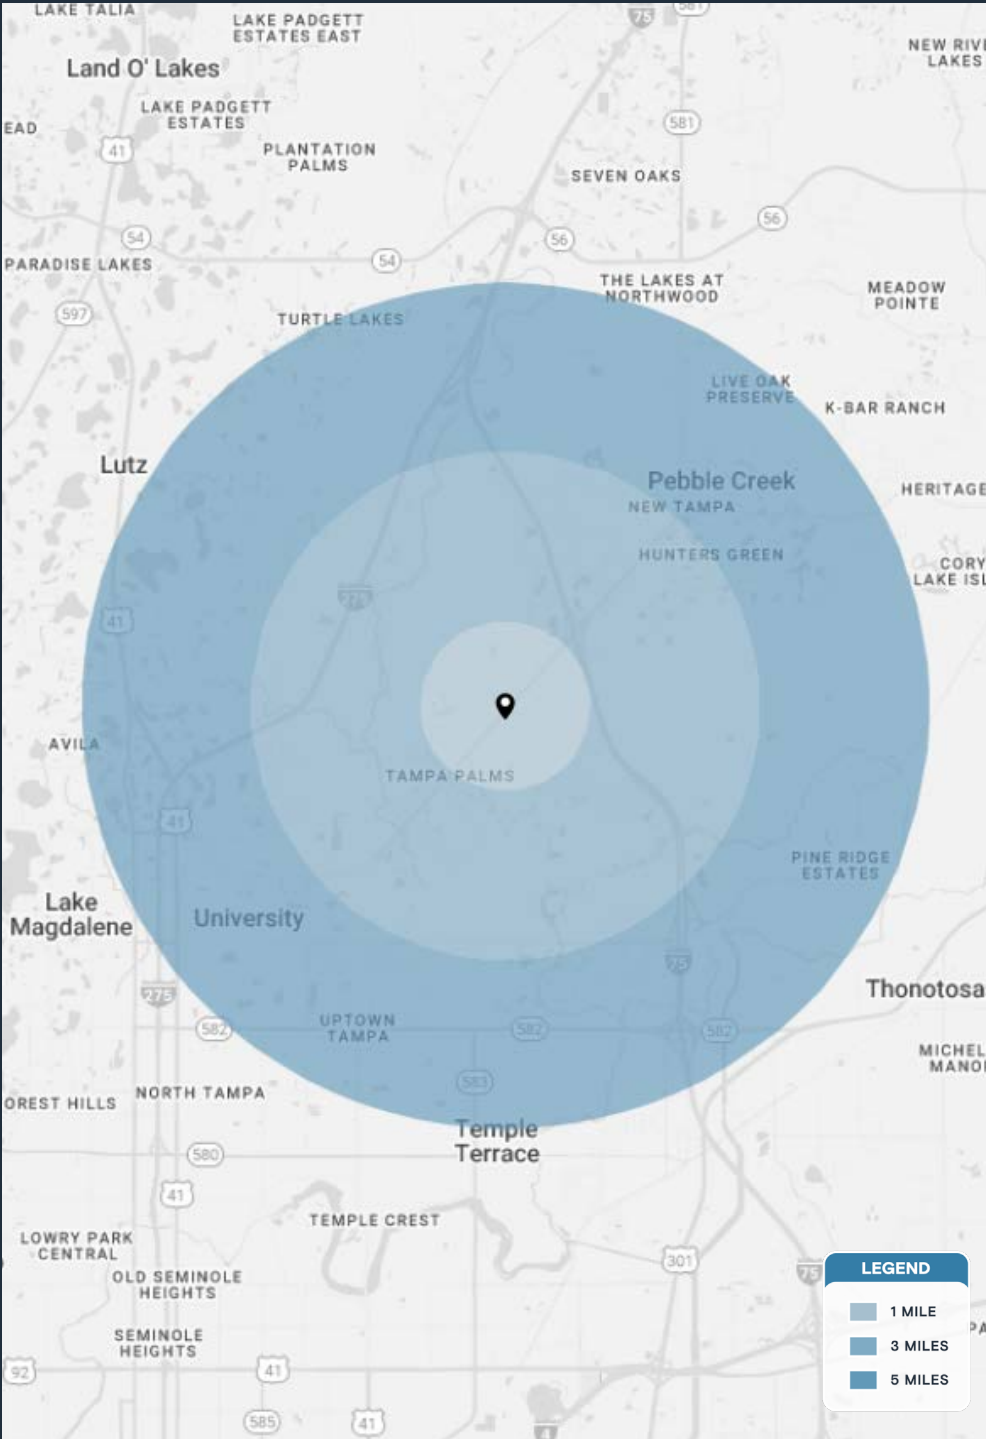 LAKE TALIA
LAKE PADGETT
ESTATES EAST
75
581
NEW RIV
LAKES
Land O' Lakes
LAKE PADGETT
ESTATES
EAD
41
581
PLANTATION
PALMS
SEVEN OAKS
56
54
56
54
PARADISE LAKES
THE LAKES AT
NORTHWOOD
MEADOW
POINTE
597
TURTLE LAKES
LIVE OAK
PRESERVE
K-BAR RANCH
Lutz
Pebble Creek
HERITAGE
NEW TAMPA
HUNTERS GREEN
CORY
LAKE ISL
275
41
AVILA
TAMPA PALMS
41
PINE RIDGE
ESTATES
Lake
Magdalene
University
75
Thonotosa
275
582
UPTOWN
TAMPA
582
582
MICHEL
MANO
583
NORTH TAMPA
OREST HILLS
Temple
Terrace
580
41
TEMPLE CREST
LOWRY PARK
CENTRAL
301
75
LEGEND
OLD SEMINOLE
HEIGHTS
1 MILE
PA
SEMINOLE
HEIGHTS
3 MILES
92
41
5 MILES
585
41
4